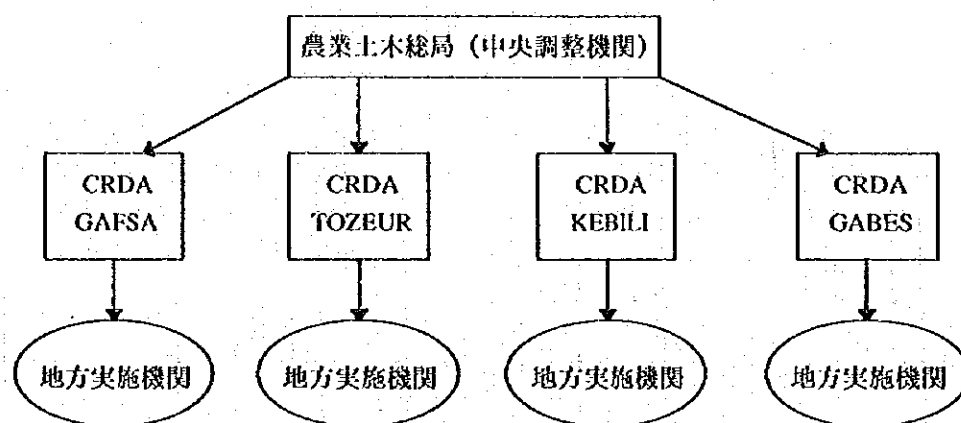 農業土木総局（中央調整機関）
CRDA
GAFSA
CRDA
TOZEUR
CRDA
KEBILI
CRDA
GABES
地方実施機関
地方実施機関
地方実施機関
地方実施機関